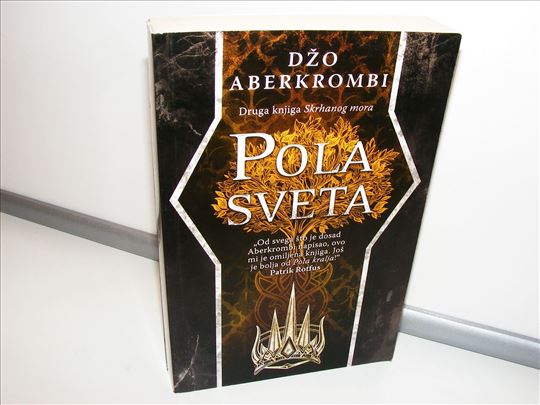 DŽO
ABERKROMBI
Druga knjiga Skrhanog mora
POLA
SVETA
„Od svega što je dosad
Aberkrombi napisao, ovo
mi je omiljena knjiga. Još
je bolja od Pola kralja!"
Patrik Rotfus